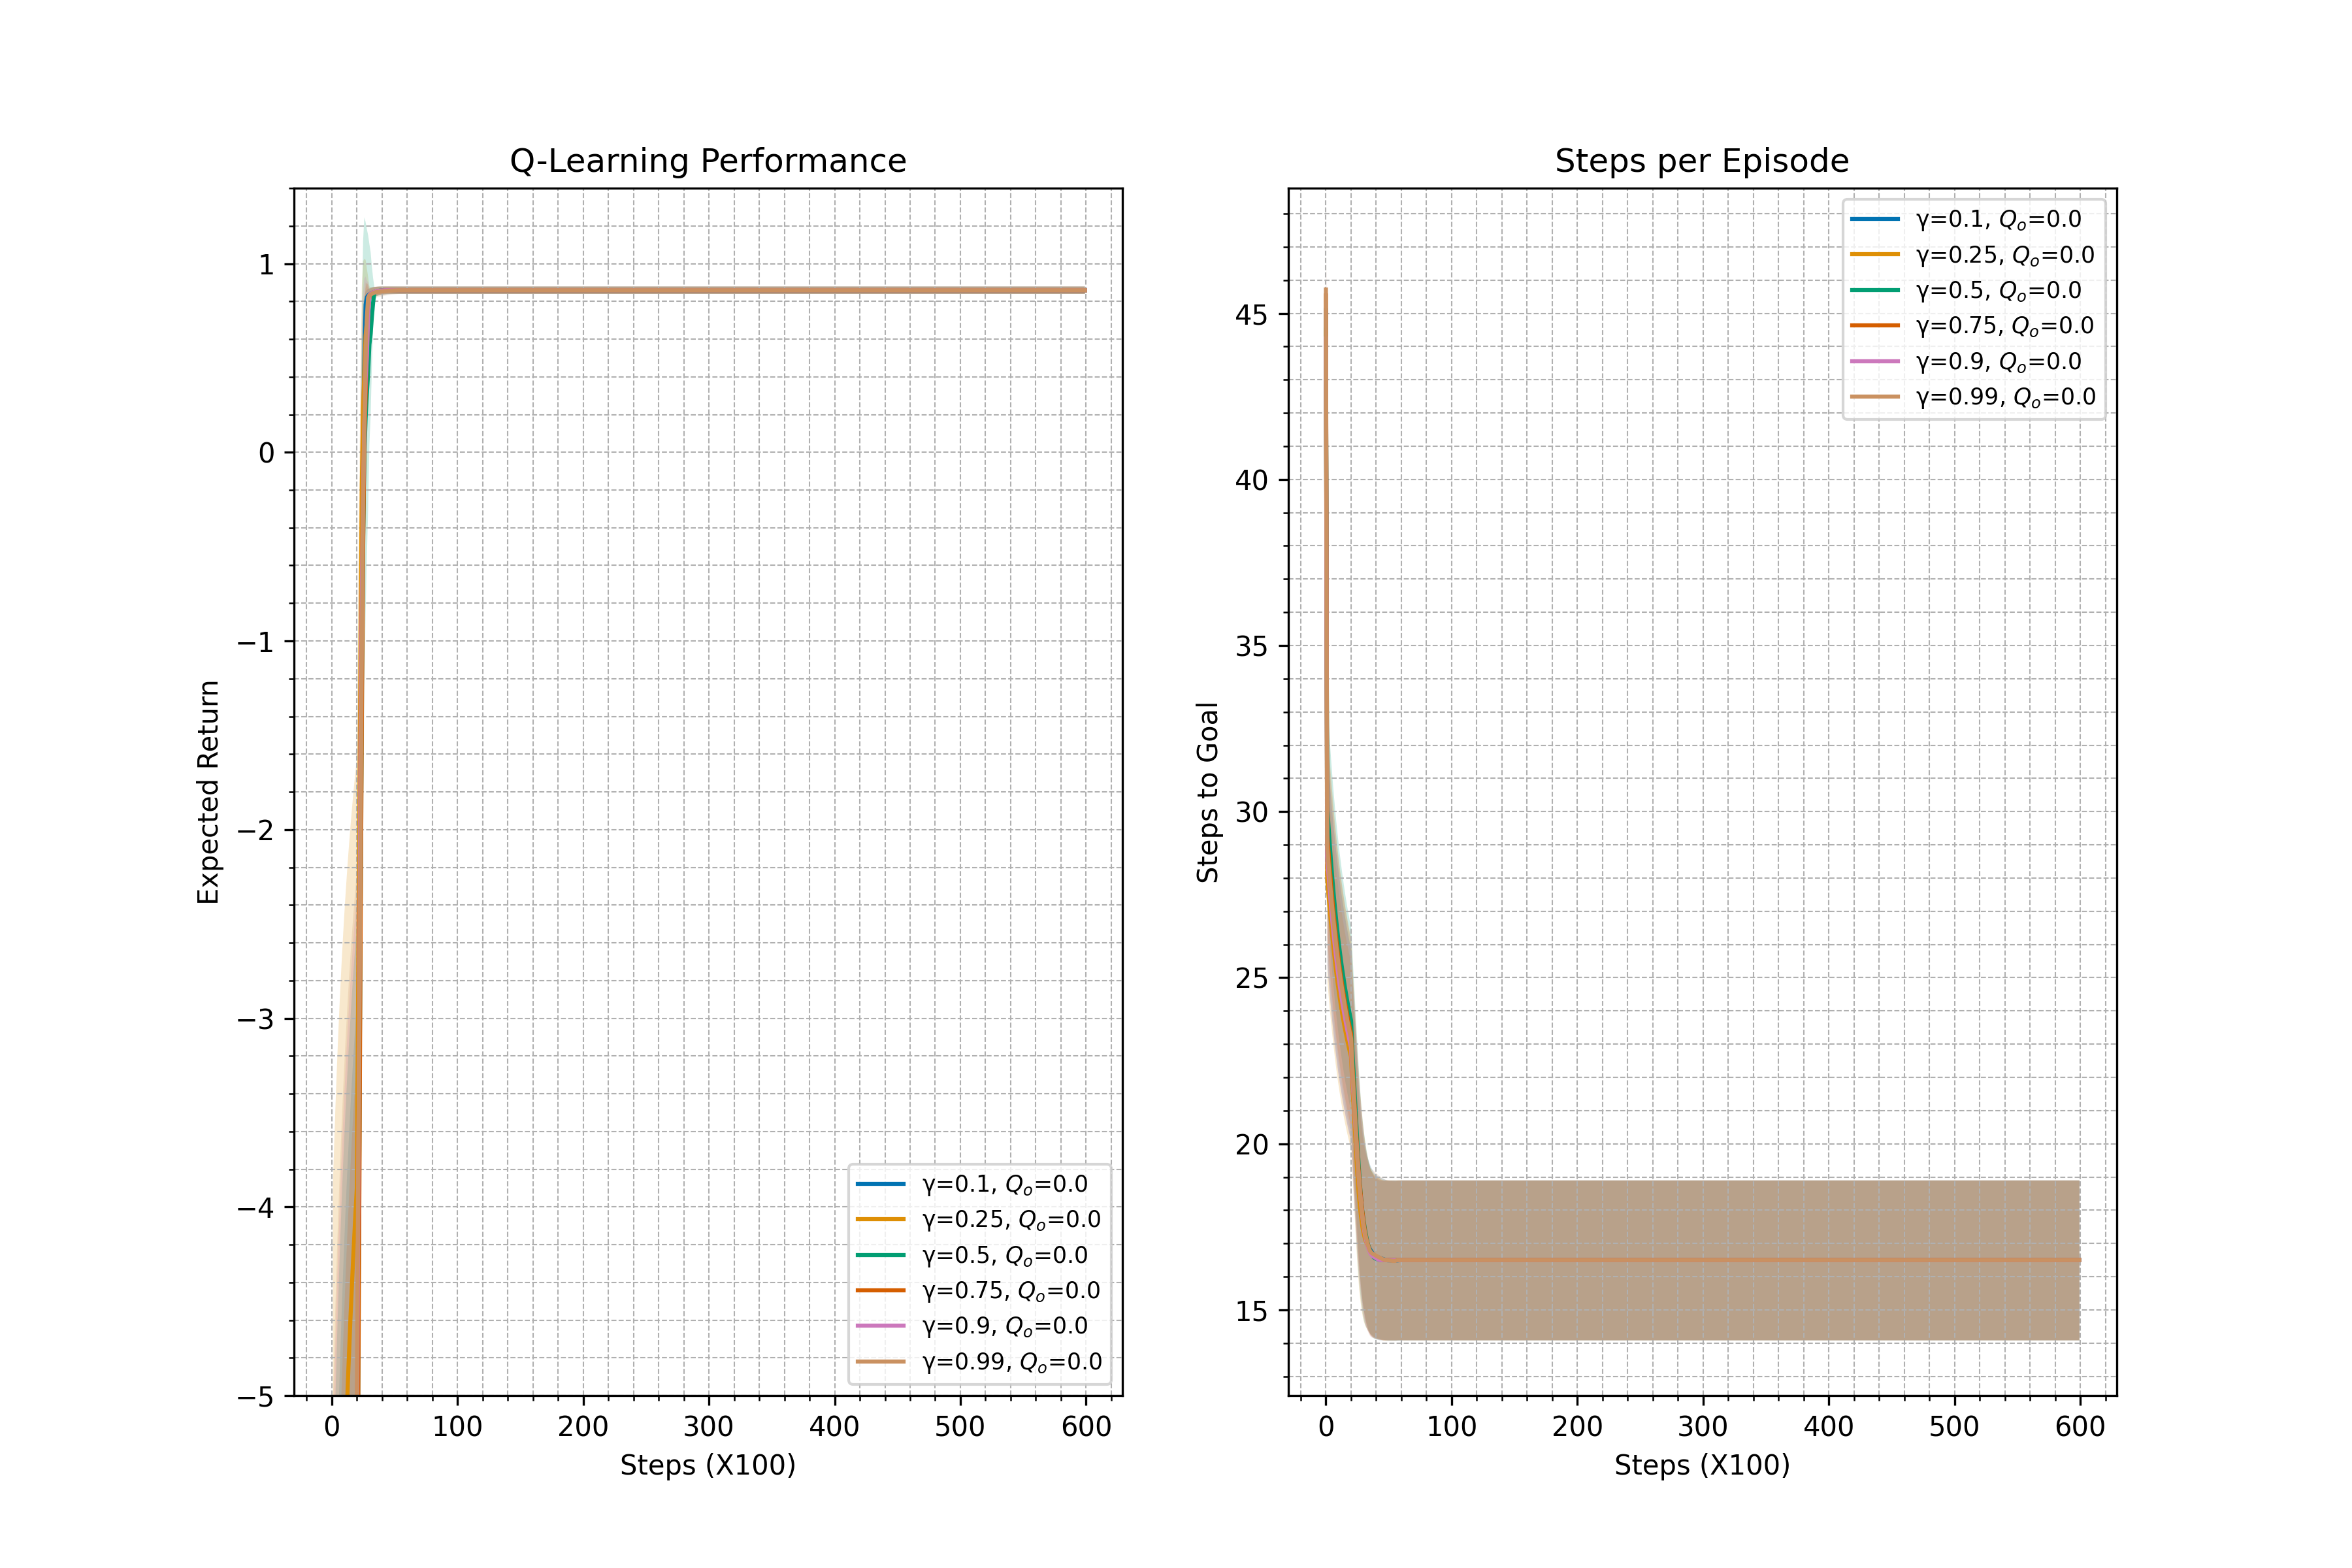 Q-Learning Performance
Expected Return
1
0
−1
−2
−3
−4
−5
0 100 200 300 400 500 600
Steps (X100)
γ=0.1, Qₒ=0.0
γ=0.25, Qₒ=0.0
γ=0.5, Qₒ=0.0
γ=0.75, Qₒ=0.0
γ=0.9, Qₒ=0.0
γ=0.99, Qₒ=0.0
Steps per Episode
Steps to Goal
45
40
35
30
25
20
15
0 100 200 300 400 500 600
Steps (X100)
γ=0.1, Qₒ=0.0
γ=0.25, Qₒ=0.0
γ=0.5, Qₒ=0.0
γ=0.75, Qₒ=0.0
γ=0.9, Qₒ=0.0
γ=0.99, Qₒ=0.0